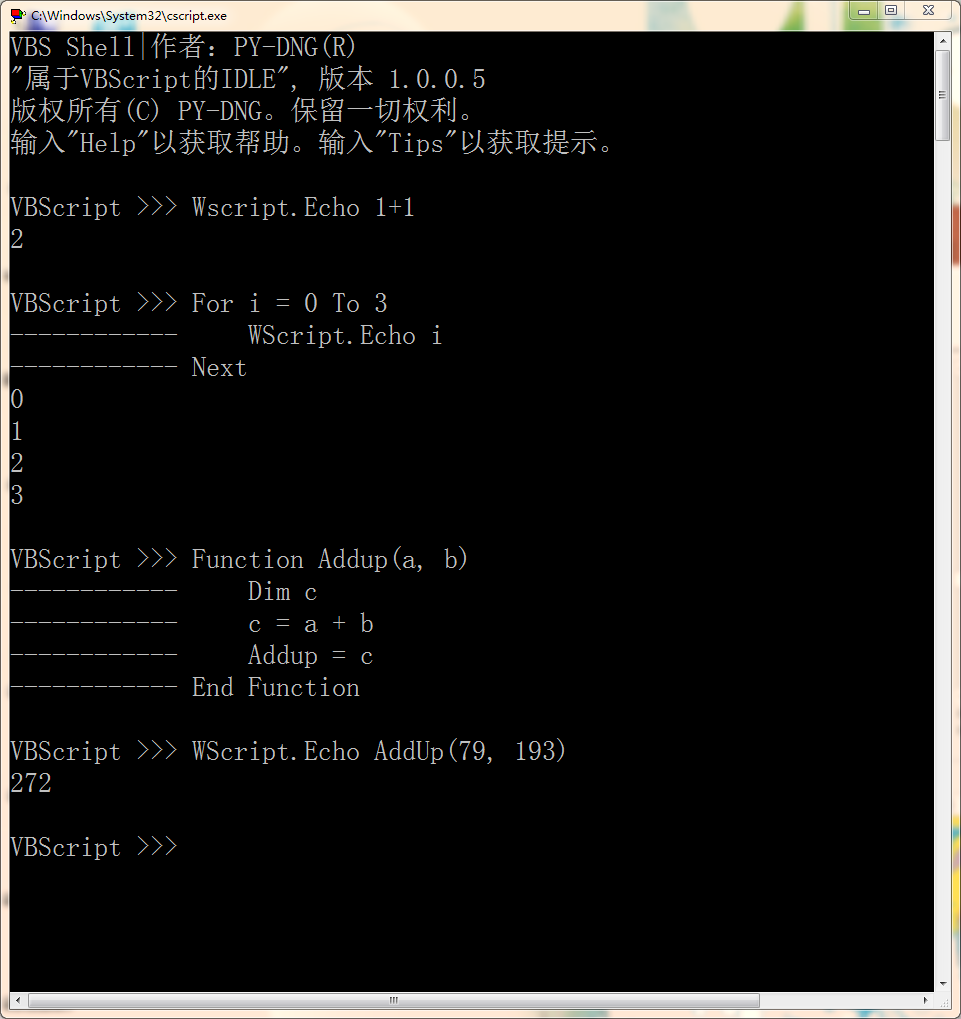 C:\Windows\System32\cscript.exe
VBS Shell|作者：PY-DNG(R)
"属于VBScript的IDLE", 版本 1.0.0.5
版权所有(C) PY-DNG。保留一切权利。
输入"Help"以获取帮助。输入"Tips"以获取提示。
VBScript >>> Wscript.Echo 1+1
2
VBScript >>> For i = 0 To 3
------------     WScript.Echo i
------------ Next
0
1
2
3
VBScript >>> Function Addup(a, b)
------------     Dim c
------------     c = a + b
------------     Addup = c
------------ End Function
VBScript >>> WScript.Echo AddUp(79, 193)
272
VBScript >>>